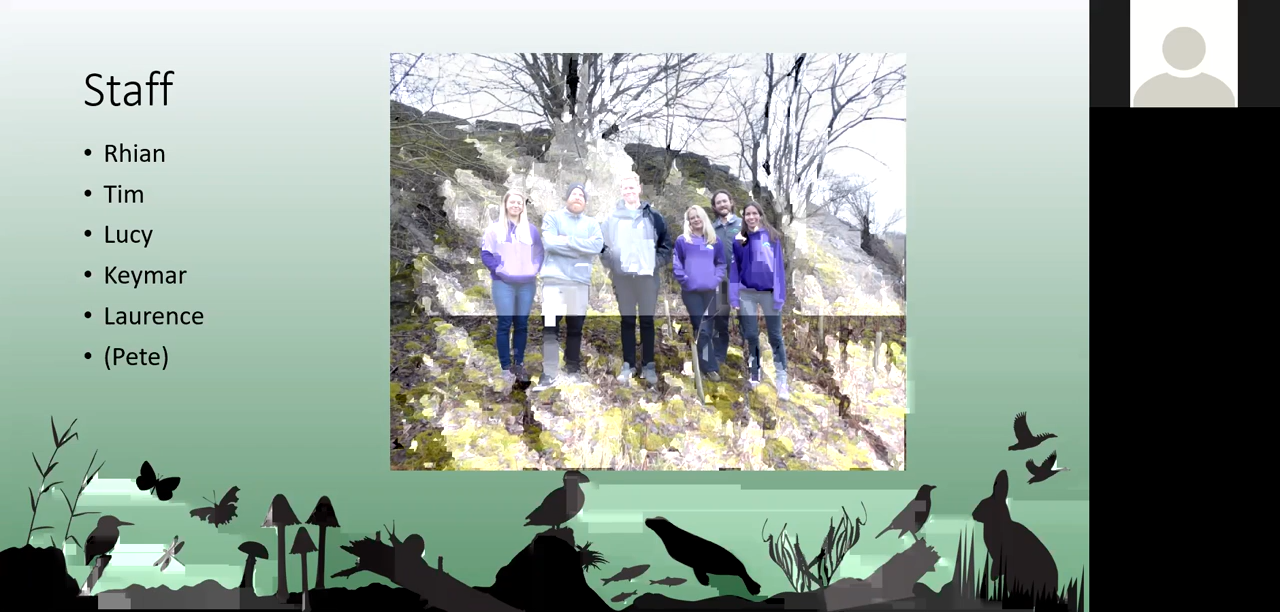 Staff
• Rhian
• Tim
• Lucy
• Keymar
• Laurence
• (Pete)